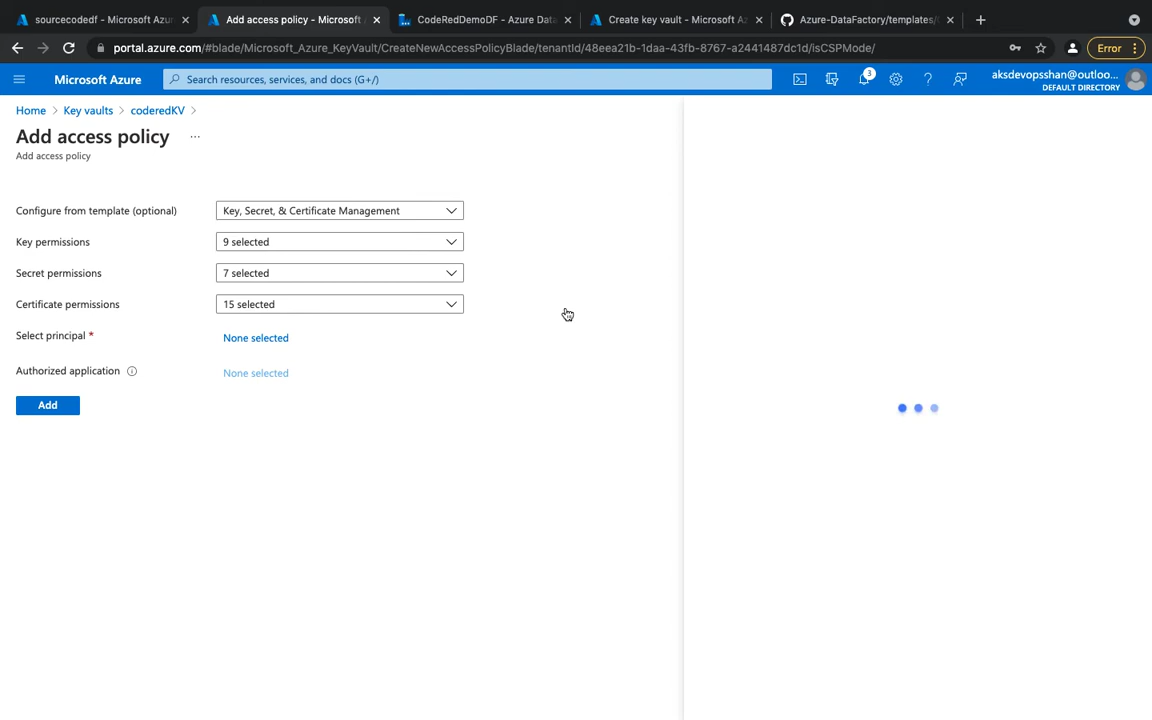 sourcecodedf - Microsoft Azur
Add access policy - Microsoft
CodeRedDemoDF - Azure Dat
Create key vault - Microsoft Az
Azure-DataFactory/templates/
portal.azure.com/#blade/Microsoft_Azure_KeyVault/CreateNewAccessPolicyBlade/tenantId/48eea21b-1daa-43fb-8767-a2441487dc1d/isCSPMode/
Error
Microsoft Azure
Search resources, services, and docs (G+/)
3
aksdevopsshan@outloo...
DEFAULT DIRECTORY
Home > Key vaults > coderedKV >
Add access policy ...
Add access policy
Configure from template (optional)
Key, Secret, & Certificate Management
Key permissions
9 selected
Secret permissions
7 selected
Certificate permissions
15 selected
Select principal *
None selected
Authorized application
None selected
Add